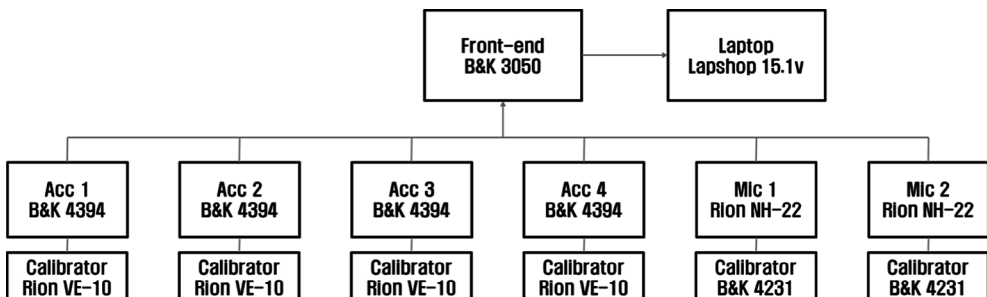 Front-end
B&K 3050
Laptop
Lapshop 15.1v
Acc 1
B&K 4394
Acc 2
B&K 4394
Acc 3
B&K 4394
Acc 4
B&K 4394
Mic 1
Rion NH-22
Mic 2
Rion NH-22
Calibrator
Rion VE-10
Calibrator
Rion VE-10
Calibrator
Rion VE-10
Calibrator
Rion VE-10
Calibrator
B&K 4231
Calibrator
B&K 4231